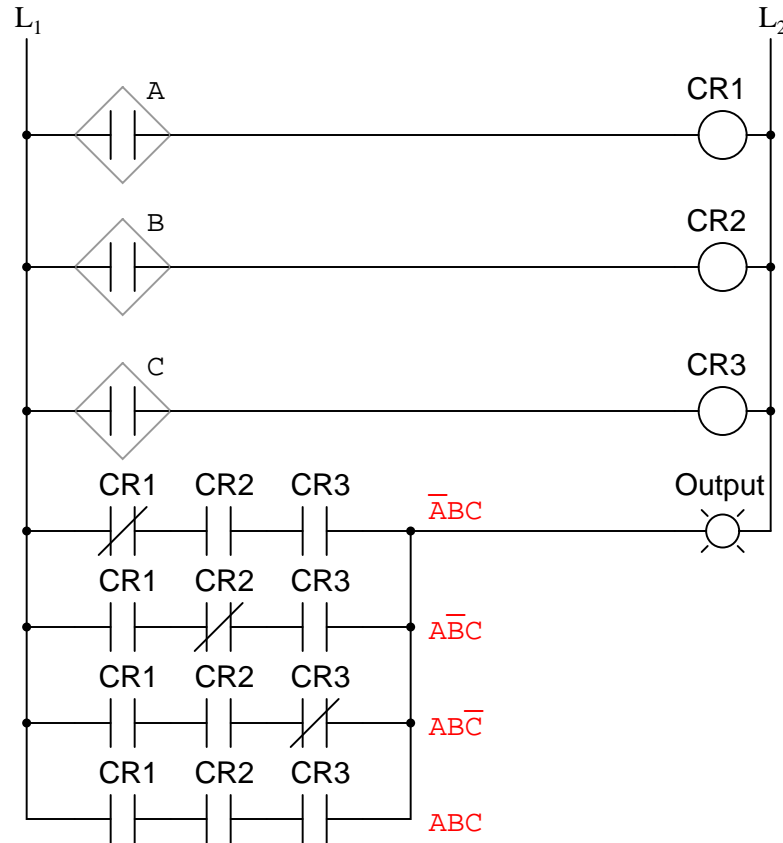 L₁ L₂
A CR1
B CR2
C CR3
CR1 CR2 CR3 A̅BC Output
CR1 CR2 CR3 AB̅C
CR1 CR2 CR3 ABC̅
CR1 CR2 CR3 ABC